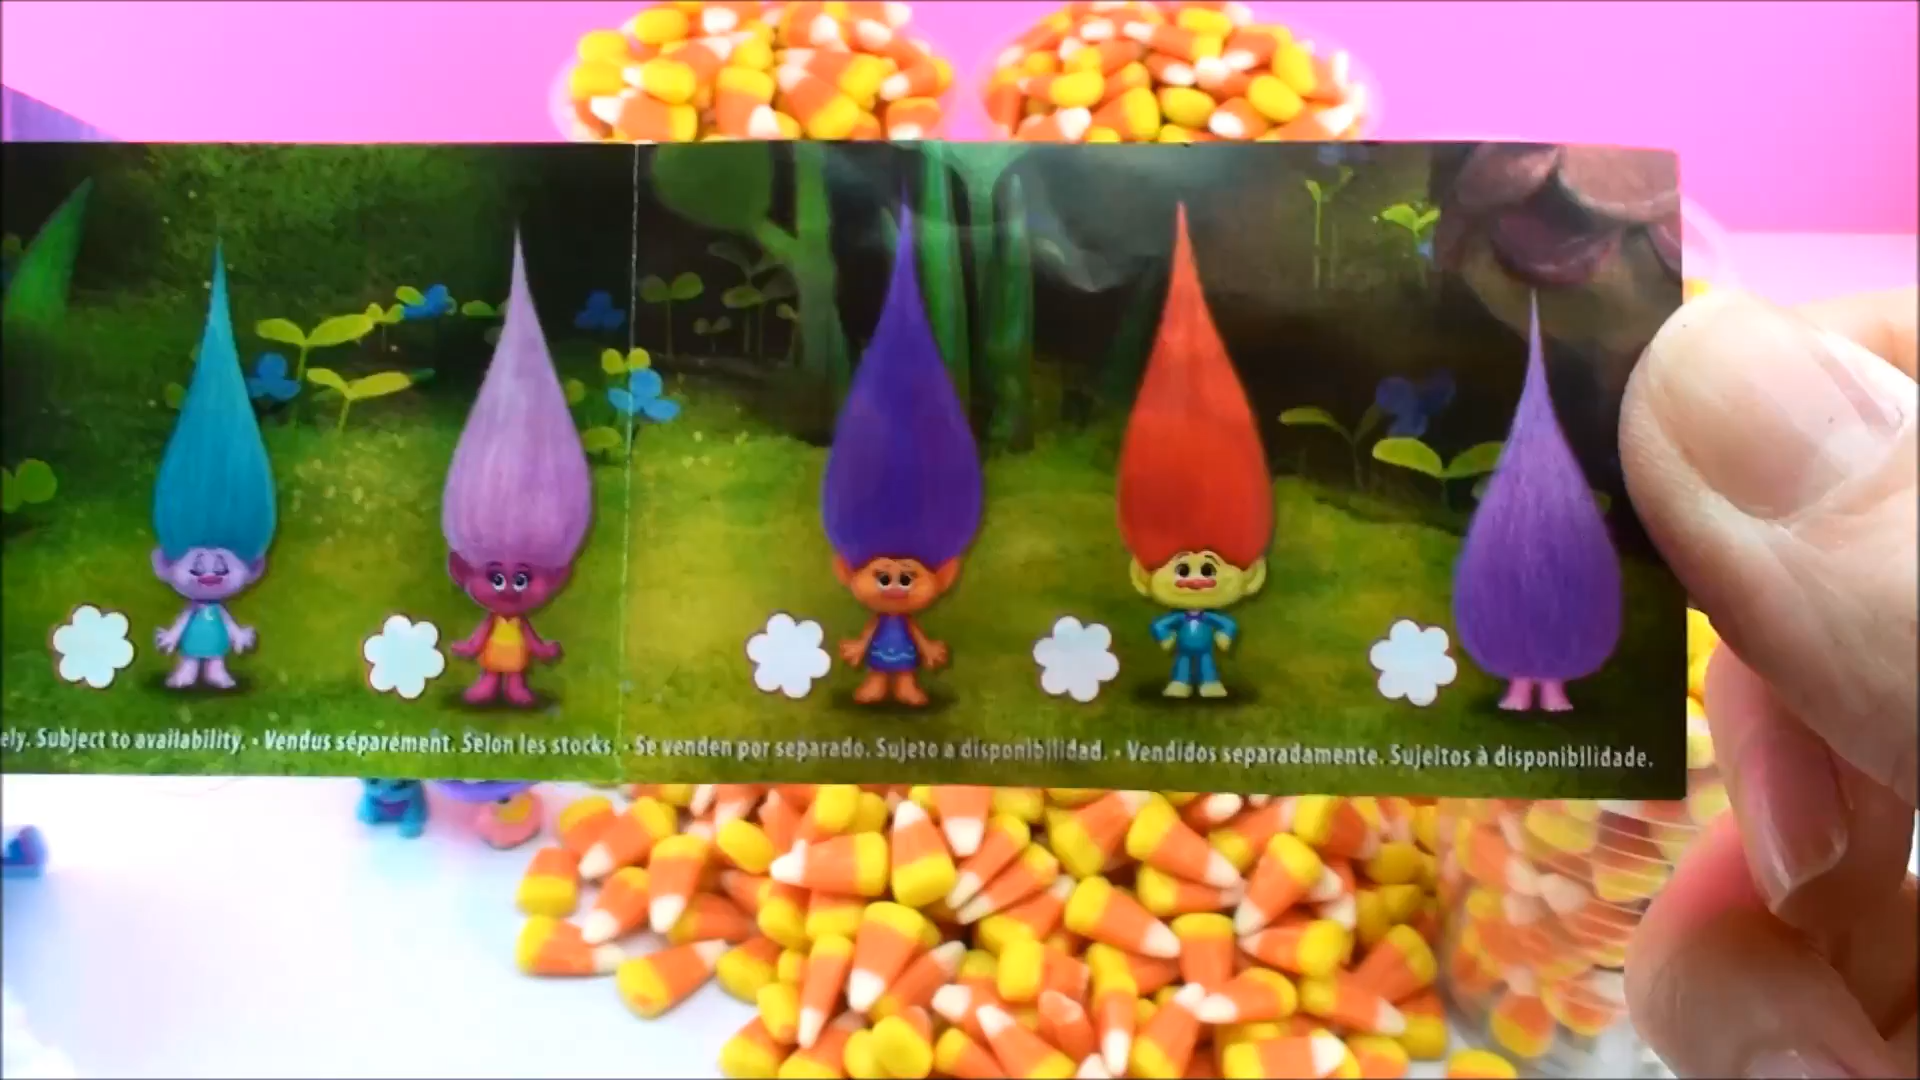 ely. Subject to availability. • Vendus séparément. Selon les stocks. • Se venden por separado. Sujeto a disponibilidad. • Vendidos separadamente. Sujeitos à disponibilidade.